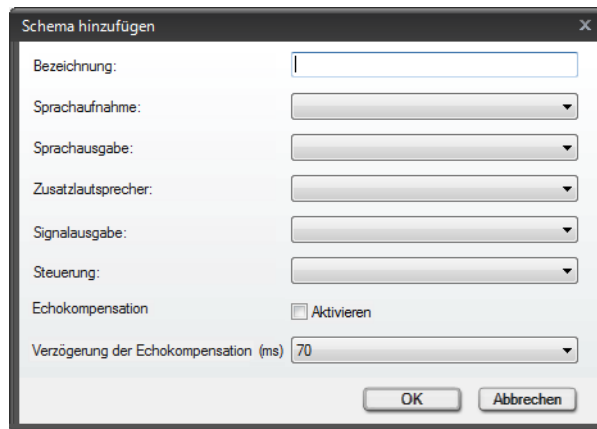 Schema hinzufügen
Bezeichnung:
Sprachaufnahme:
Sprachausgabe:
Zusatzlautsprecher:
Signalausgabe:
Steuerung:
Echokompensation Aktivieren
Verzögerung der Echokompensation (ms) 70
OK Abbrechen